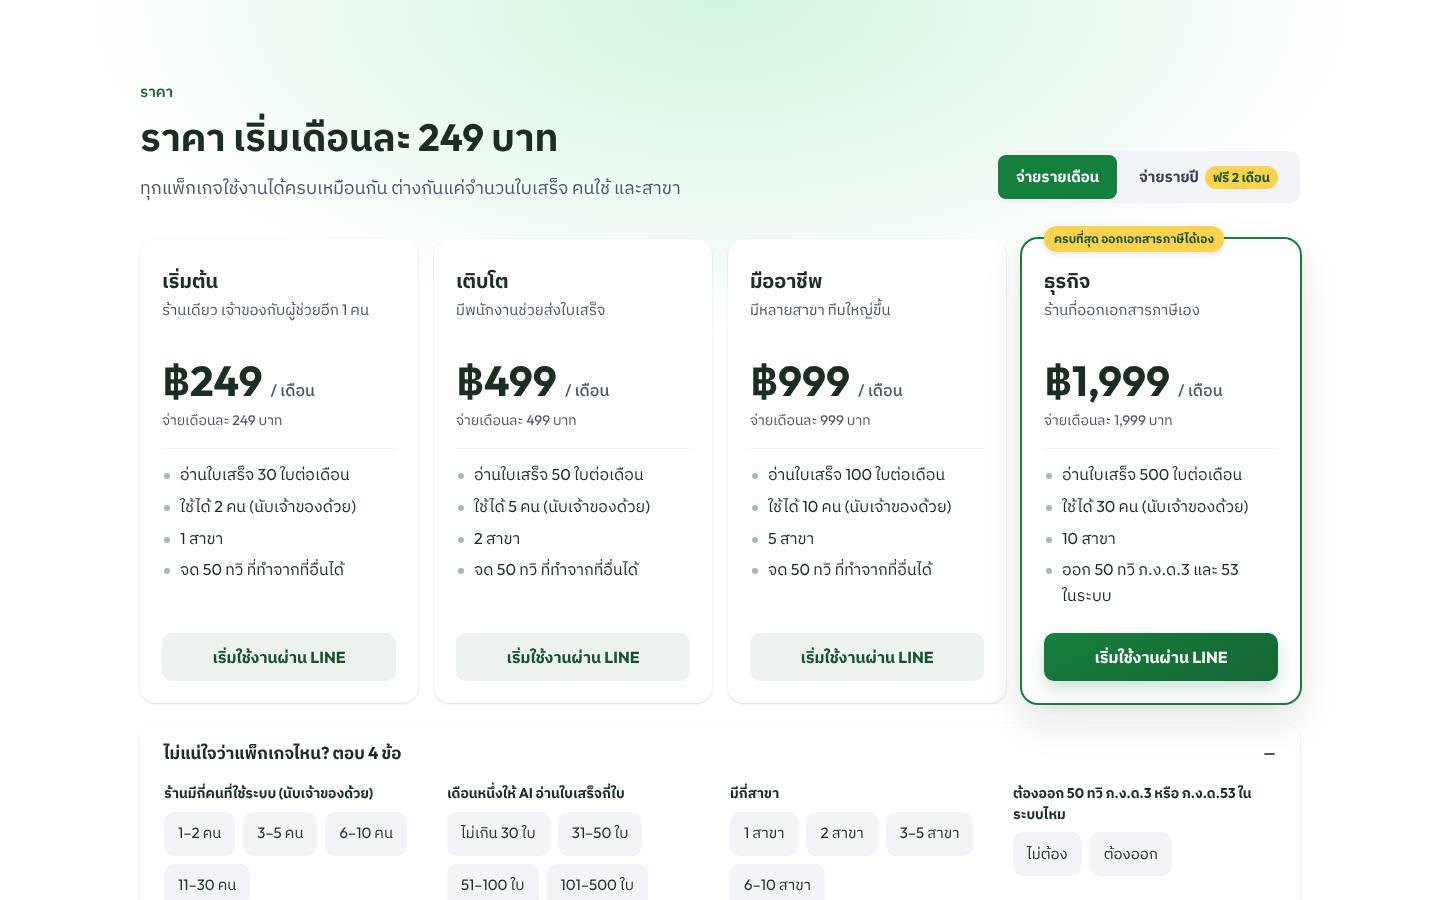 ราคา
ราคา เริ่มเดือนละ 249 บาท
ทุกแพ็กเกจใช้งานได้ครบเหมือนกัน ต่างกันแค่จำนวนใบเสร็จ คนใช้ และสาขา
จ่ายรายเดือน
จ่ายรายปี ฟรี 2 เดือน
เริ่มต้น
ร้านเดียว เจ้าของกับผู้ช่วยอีก 1 คน
฿249 / เดือน
จ่ายเดือนละ 249 บาท
อ่านใบเสร็จ 30 ใบต่อเดือน
ใช้ได้ 2 คน (นับเจ้าของด้วย)
1 สาขา
จด 50 ทวิ ที่ทำจากที่อื่นได้
เริ่มใช้งานผ่าน LINE
เติบโต
มีพนักงานช่วยส่งใบเสร็จ
฿499 / เดือน
จ่ายเดือนละ 499 บาท
อ่านใบเสร็จ 50 ใบต่อเดือน
ใช้ได้ 5 คน (นับเจ้าของด้วย)
2 สาขา
จด 50 ทวิ ที่ทำจากที่อื่นได้
เริ่มใช้งานผ่าน LINE
มืออาชีพ
มีหลายสาขา ทีมใหญ่ขึ้น
฿999 / เดือน
จ่ายเดือนละ 999 บาท
อ่านใบเสร็จ 100 ใบต่อเดือน
ใช้ได้ 10 คน (นับเจ้าของด้วย)
5 สาขา
จด 50 ทวิ ที่ทำจากที่อื่นได้
เริ่มใช้งานผ่าน LINE
ครบที่สุด ออกเอกสารภาษีได้เอง
ธุรกิจ
ร้านที่ออกเอกสารภาษีเอง
฿1,999 / เดือน
จ่ายเดือนละ 1,999 บาท
อ่านใบเสร็จ 500 ใบต่อเดือน
ใช้ได้ 30 คน (นับเจ้าของด้วย)
10 สาขา
ออก 50 ทวิ ภ.ง.ด.3 และ 53
ในระบบ
เริ่มใช้งานผ่าน LINE
ไม่แน่ใจว่าแพ็กเกจไหน? ตอบ 4 ข้อ
–
ร้านมีกี่คนที่ใช้ระบบ (นับเจ้าของด้วย)
1–2 คน
3–5 คน
6–10 คน
11–30 คน
เดือนหนึ่งให้ AI อ่านใบเสร็จกี่ใบ
ไม่เกิน 30 ใบ
31–50 ใบ
51–100 ใบ
101–500 ใบ
มีกี่สาขา
1 สาขา
2 สาขา
3–5 สาขา
6–10 สาขา
ต้องออก 50 ทวิ ภ.ง.ด.3 หรือ ภ.ง.ด.53 ใน
ระบบไหม
ไม่ต้อง
ต้องออก